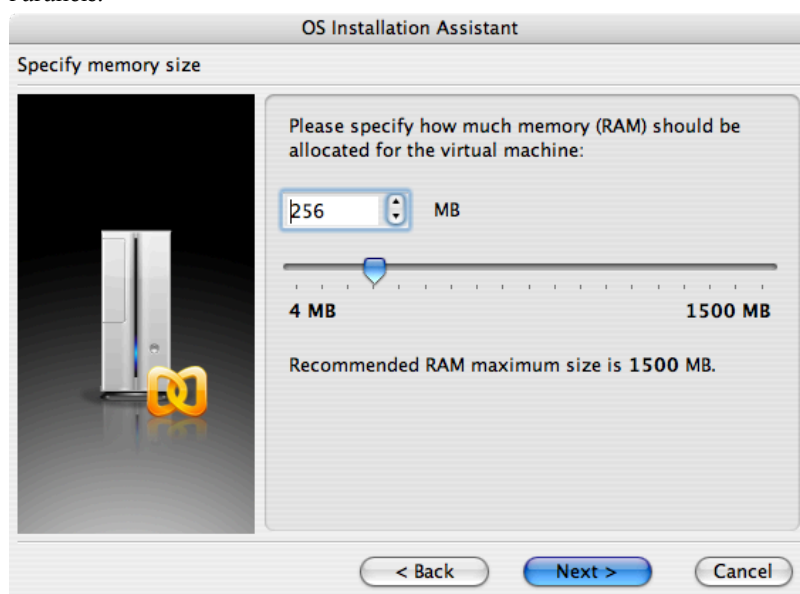 OS Installation Assistant
Specify memory size
Please specify how much memory (RAM) should be
allocated for the virtual machine:
256 MB
4 MB 1500 MB
Recommended RAM maximum size is 1500 MB.
< Back Next > Cancel